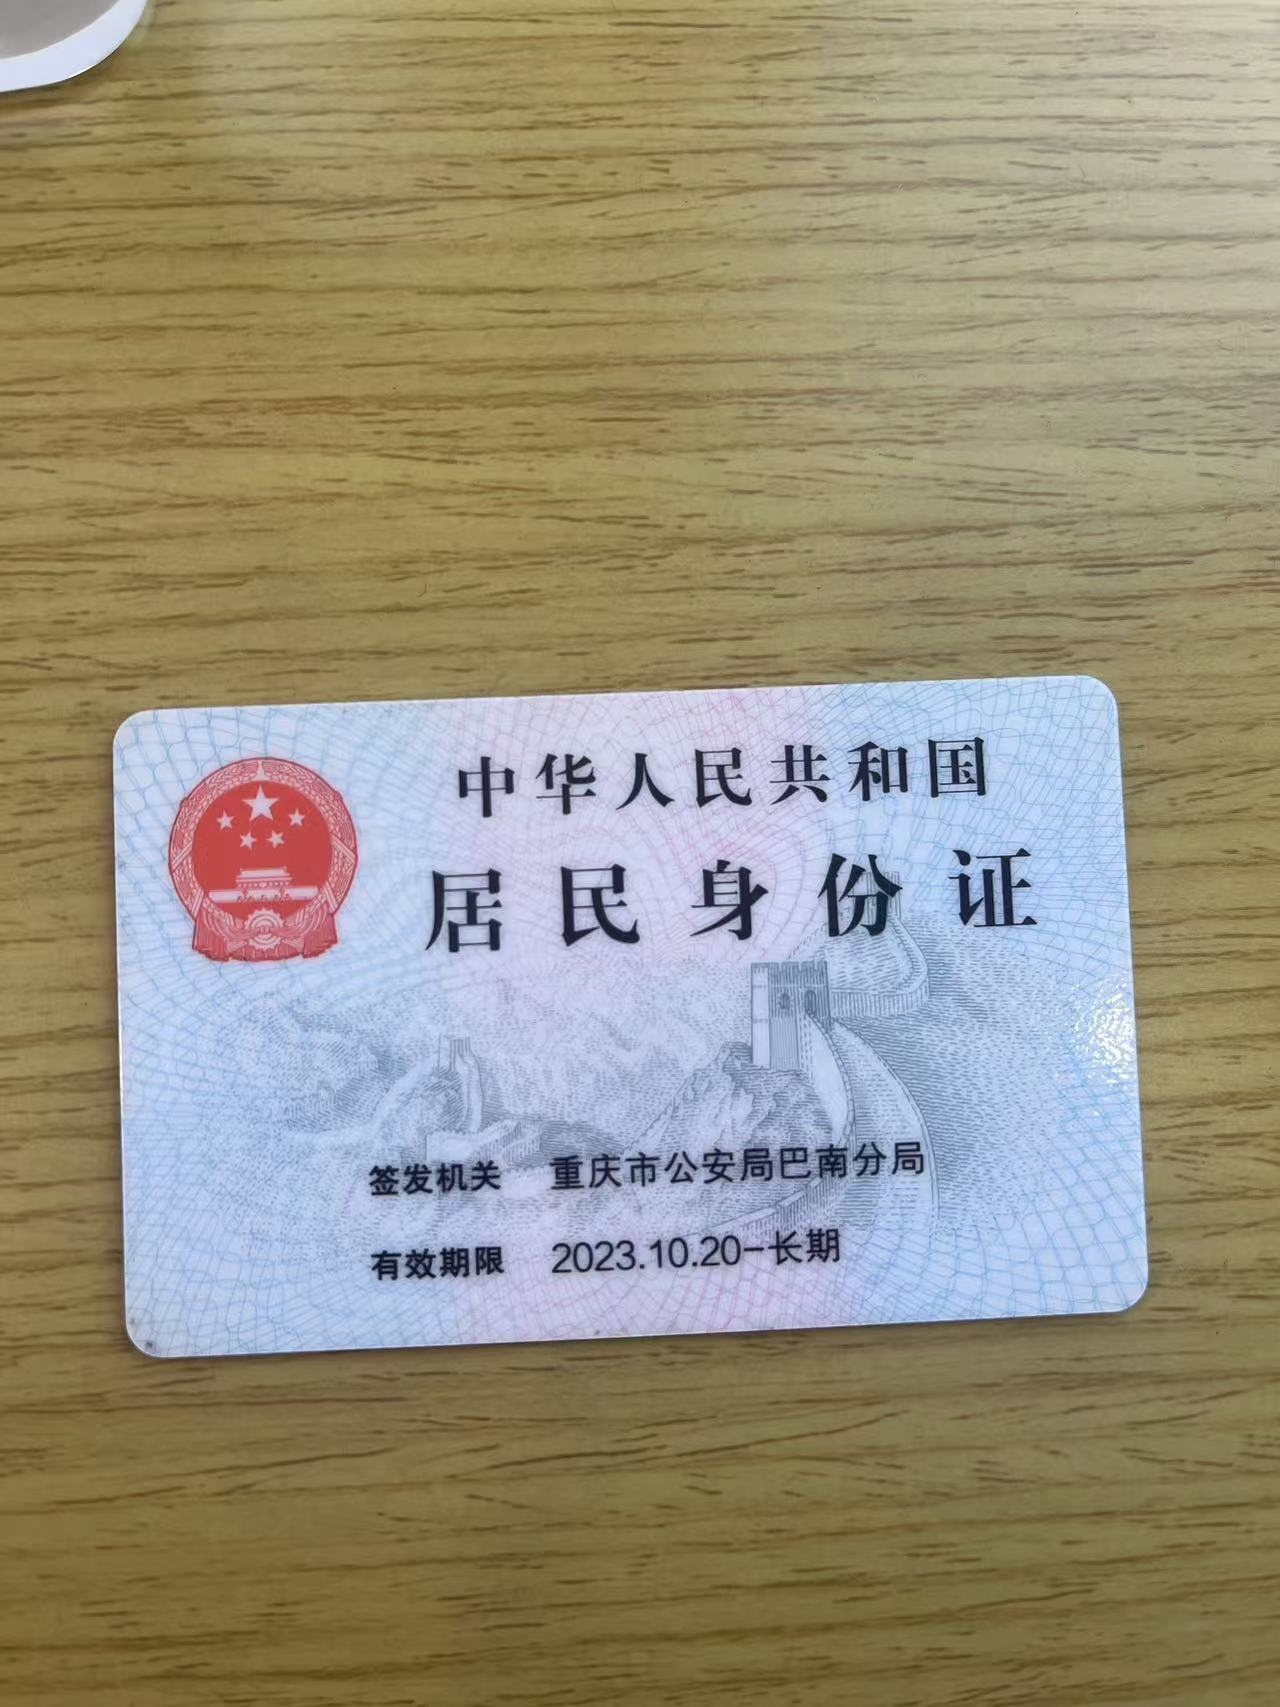 中华人民共和国
居民身份证
签发机关 重庆市公安局巴南分局
有效期限 2023.10.20-长期